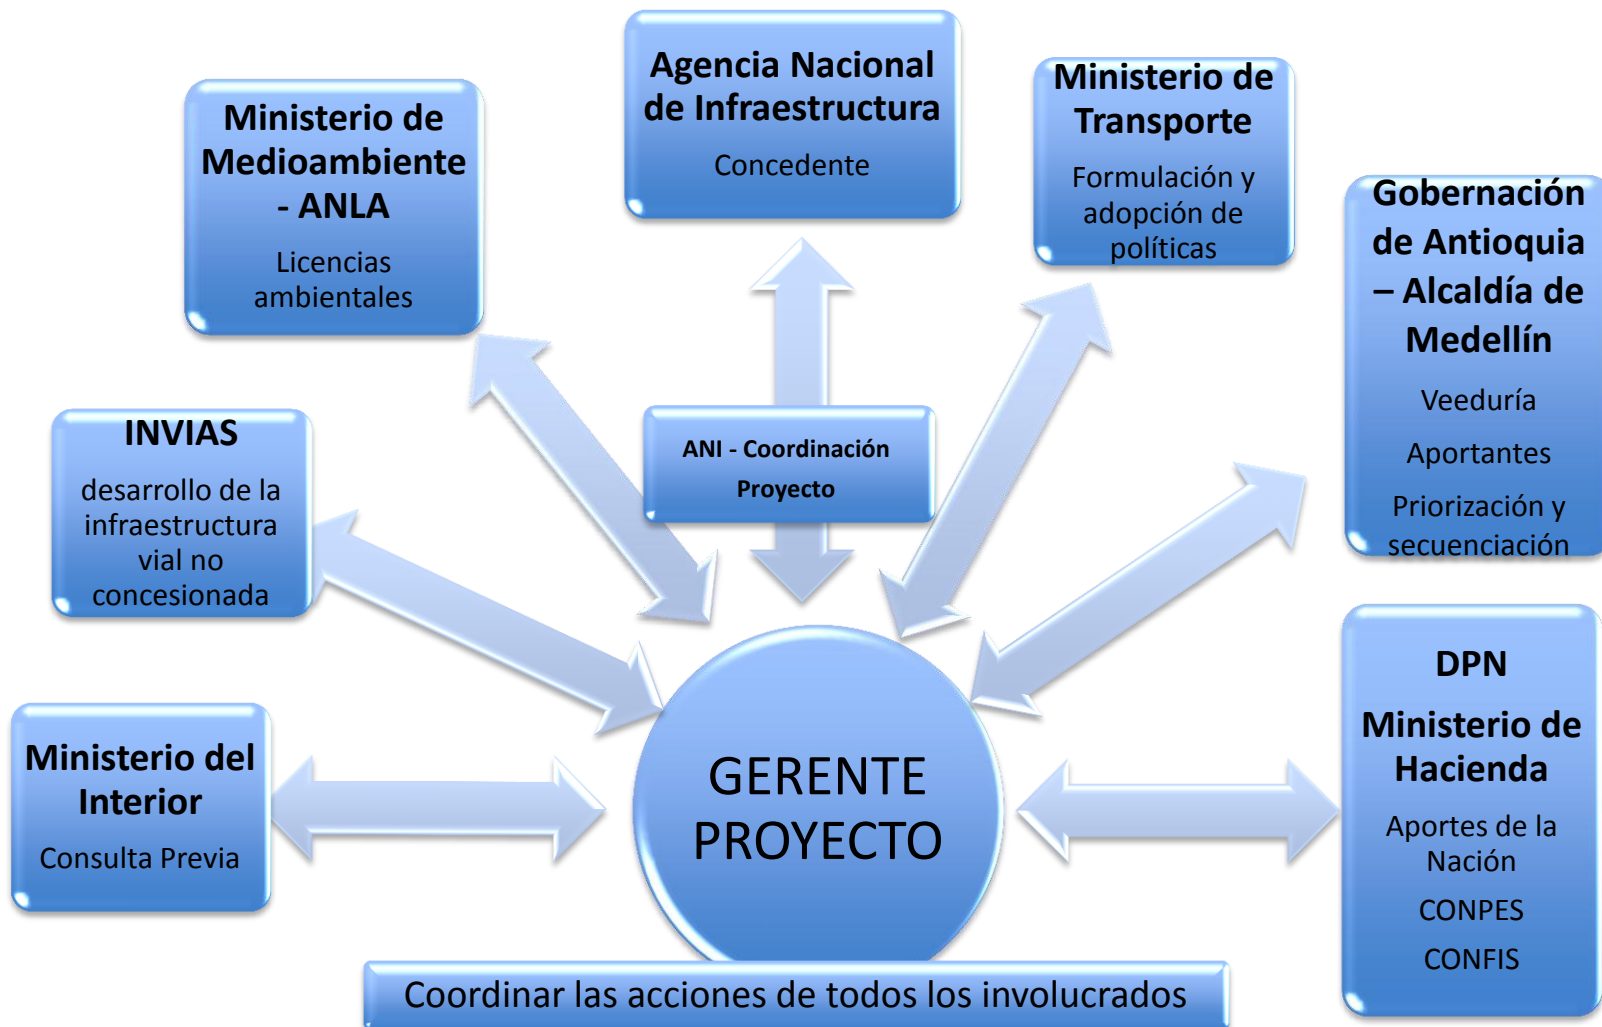 Agencia Nacional
de Infraestructura
Concedente
Ministerio de
Transporte
Formulación y
adopción de
políticas
Ministerio de
Medioambiente
- ANLA
Licencias
ambientales
Gobernación
de Antioquia
– Alcaldía de
Medellín
Veeduría
Aportantes
Priorización y
secuenciación
INVIAS
desarrollo de la
infraestructura
vial no
concesionada
ANI - Coordinación
Proyecto
DPN
Ministerio de
Hacienda
Aportes de la
Nación
CONPES
CONFIS
Ministerio del
Interior
Consulta Previa
GERENTE
PROYECTO
Coordinar las acciones de todos los involucrados